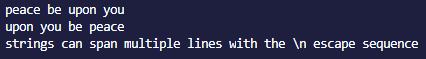 peace be upon you
upon you be peace
strings can span multiple lines with the \n escape sequence